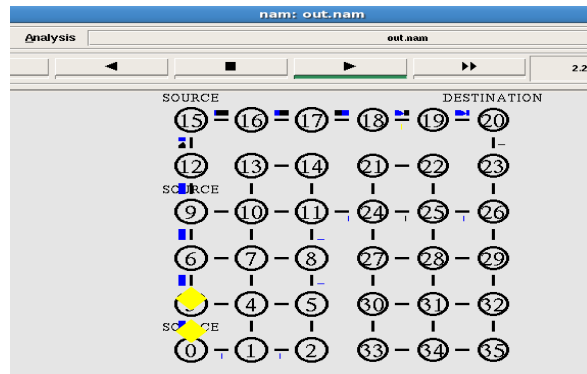 nam: out.nam
Analysis out.nam
2.2
SOURCE DESTINATION
15 16 17 18 19 20
12 13 14 21 22 23
SOURCE
9 10 11 24 25 26
6 7 8 27 28 29
4 5 30 31 32
0 1 2 33 34 35